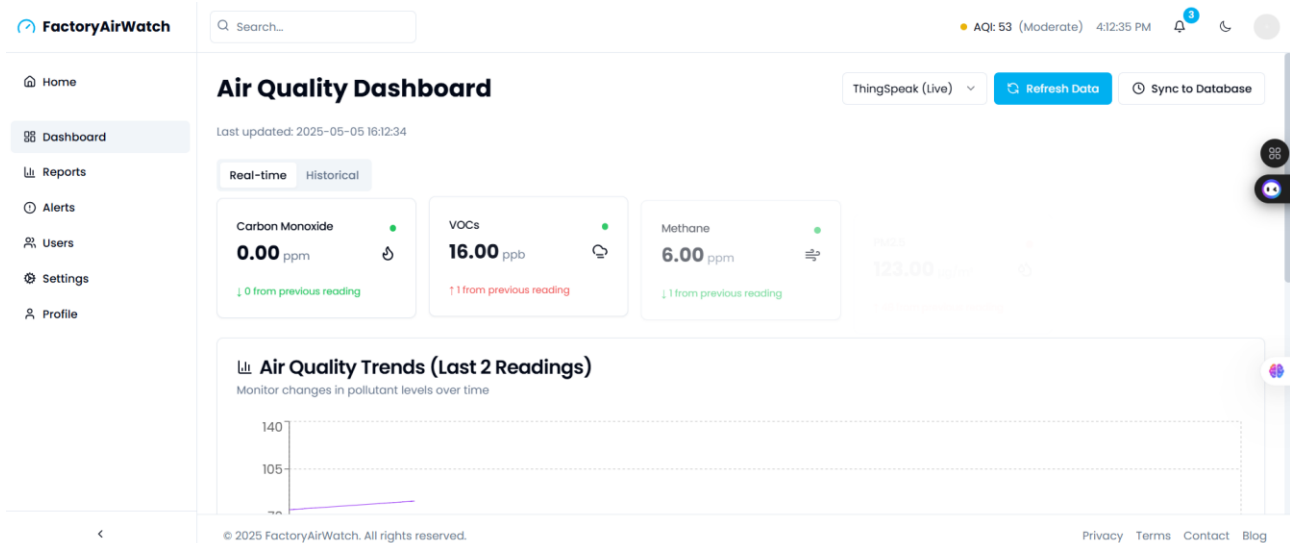 FactoryAirWatch
Search...
AQI: 53 (Moderate) 4:12:35 PM
3
Home
Dashboard
Reports
Alerts
Users
Settings
Profile
Air Quality Dashboard
ThingSpeak (Live)
Refresh Data
Sync to Database
Last updated: 2025-05-05 16:12:34
Real-time Historical
Carbon Monoxide
0.00 ppm
↓ 0 from previous reading
VOCs
16.00 ppb
↑ 1 from previous reading
Methane
6.00 ppm
↓ 1 from previous reading
123.00
Air Quality Trends (Last 2 Readings)
Monitor changes in pollutant levels over time
140
105
© 2025 FactoryAirWatch. All rights reserved.
Privacy Terms Contact Blog